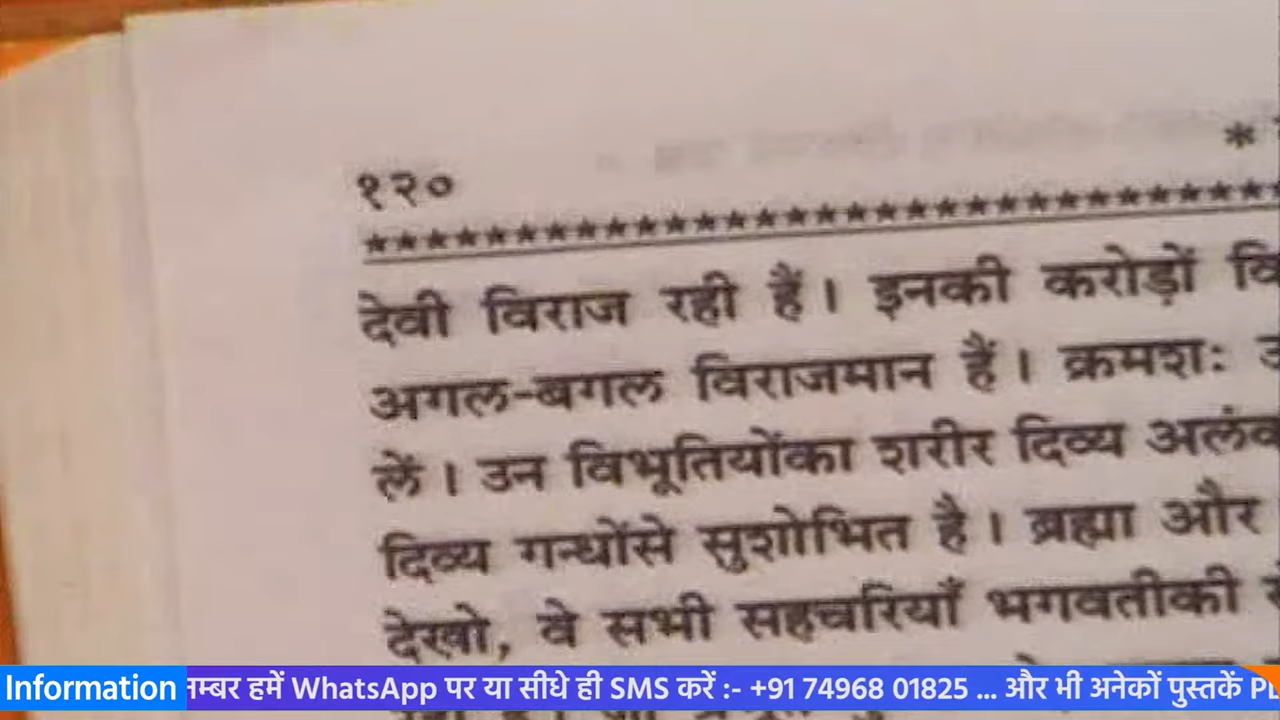 १२०
*
देवी विराज रही हैं। इनकी करोड़ों
अगल-बगल विराजमान हैं। क्रमशः
लें। उन विभूतियोंका शरीर दिव्य
दिव्य गन्धोंसे सुशोभित है। ब्रह्मा और
देखो, वे सभी सहचरियाँ भगवतीकी
Information नम्बर हमें WhatsApp पर या सीधे ही SMS करें :- +91 74968 01825 ... और भी अनेकों पुस्तकें